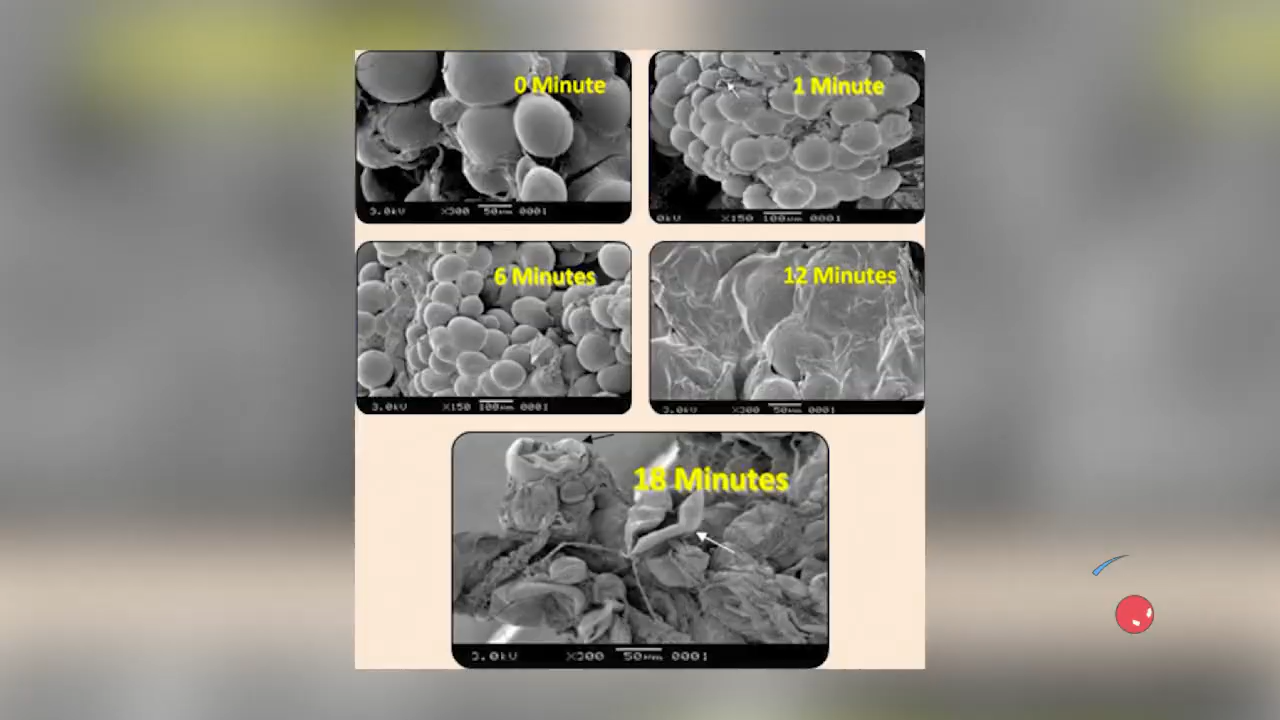 0 Minute
3.0kV X300 50µm 0001
1 Minute
0kV X150 100µm 0001
6 Minutes
3.0kV X150 100µm 0001
12 Minutes
3.0kV X300 50µm 0001
18 Minutes
3.0kV X300 50µm 0001